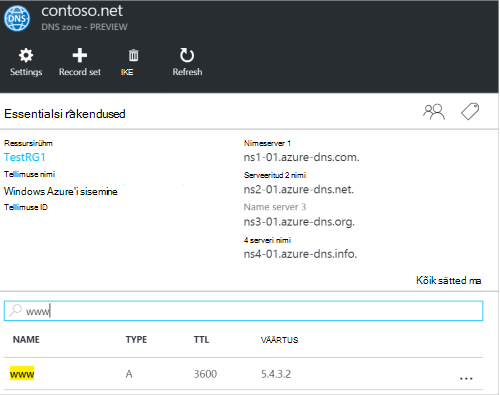 contoso.net
DNS zone - PREVIEW
Settings
Record set
IKE
Refresh
Essentialsi rakendused
Ressursirühm
TestRG1
Tellimuse nimi
Windows Azure'i sisemine
Tellimuse ID
Nimeserver 1
ns1-01.azure-dns.com.
Serveeritud 2 nimi
ns2-01.azure-dns.net.
Name server 3
ns3-01.azure-dns.org.
4 serveri nimi
ns4-01.azure-dns.info.
Kõik sätted ma
www
NAME TYPE TTL VÄÄRTUS
www A 3600 5.4.3.2